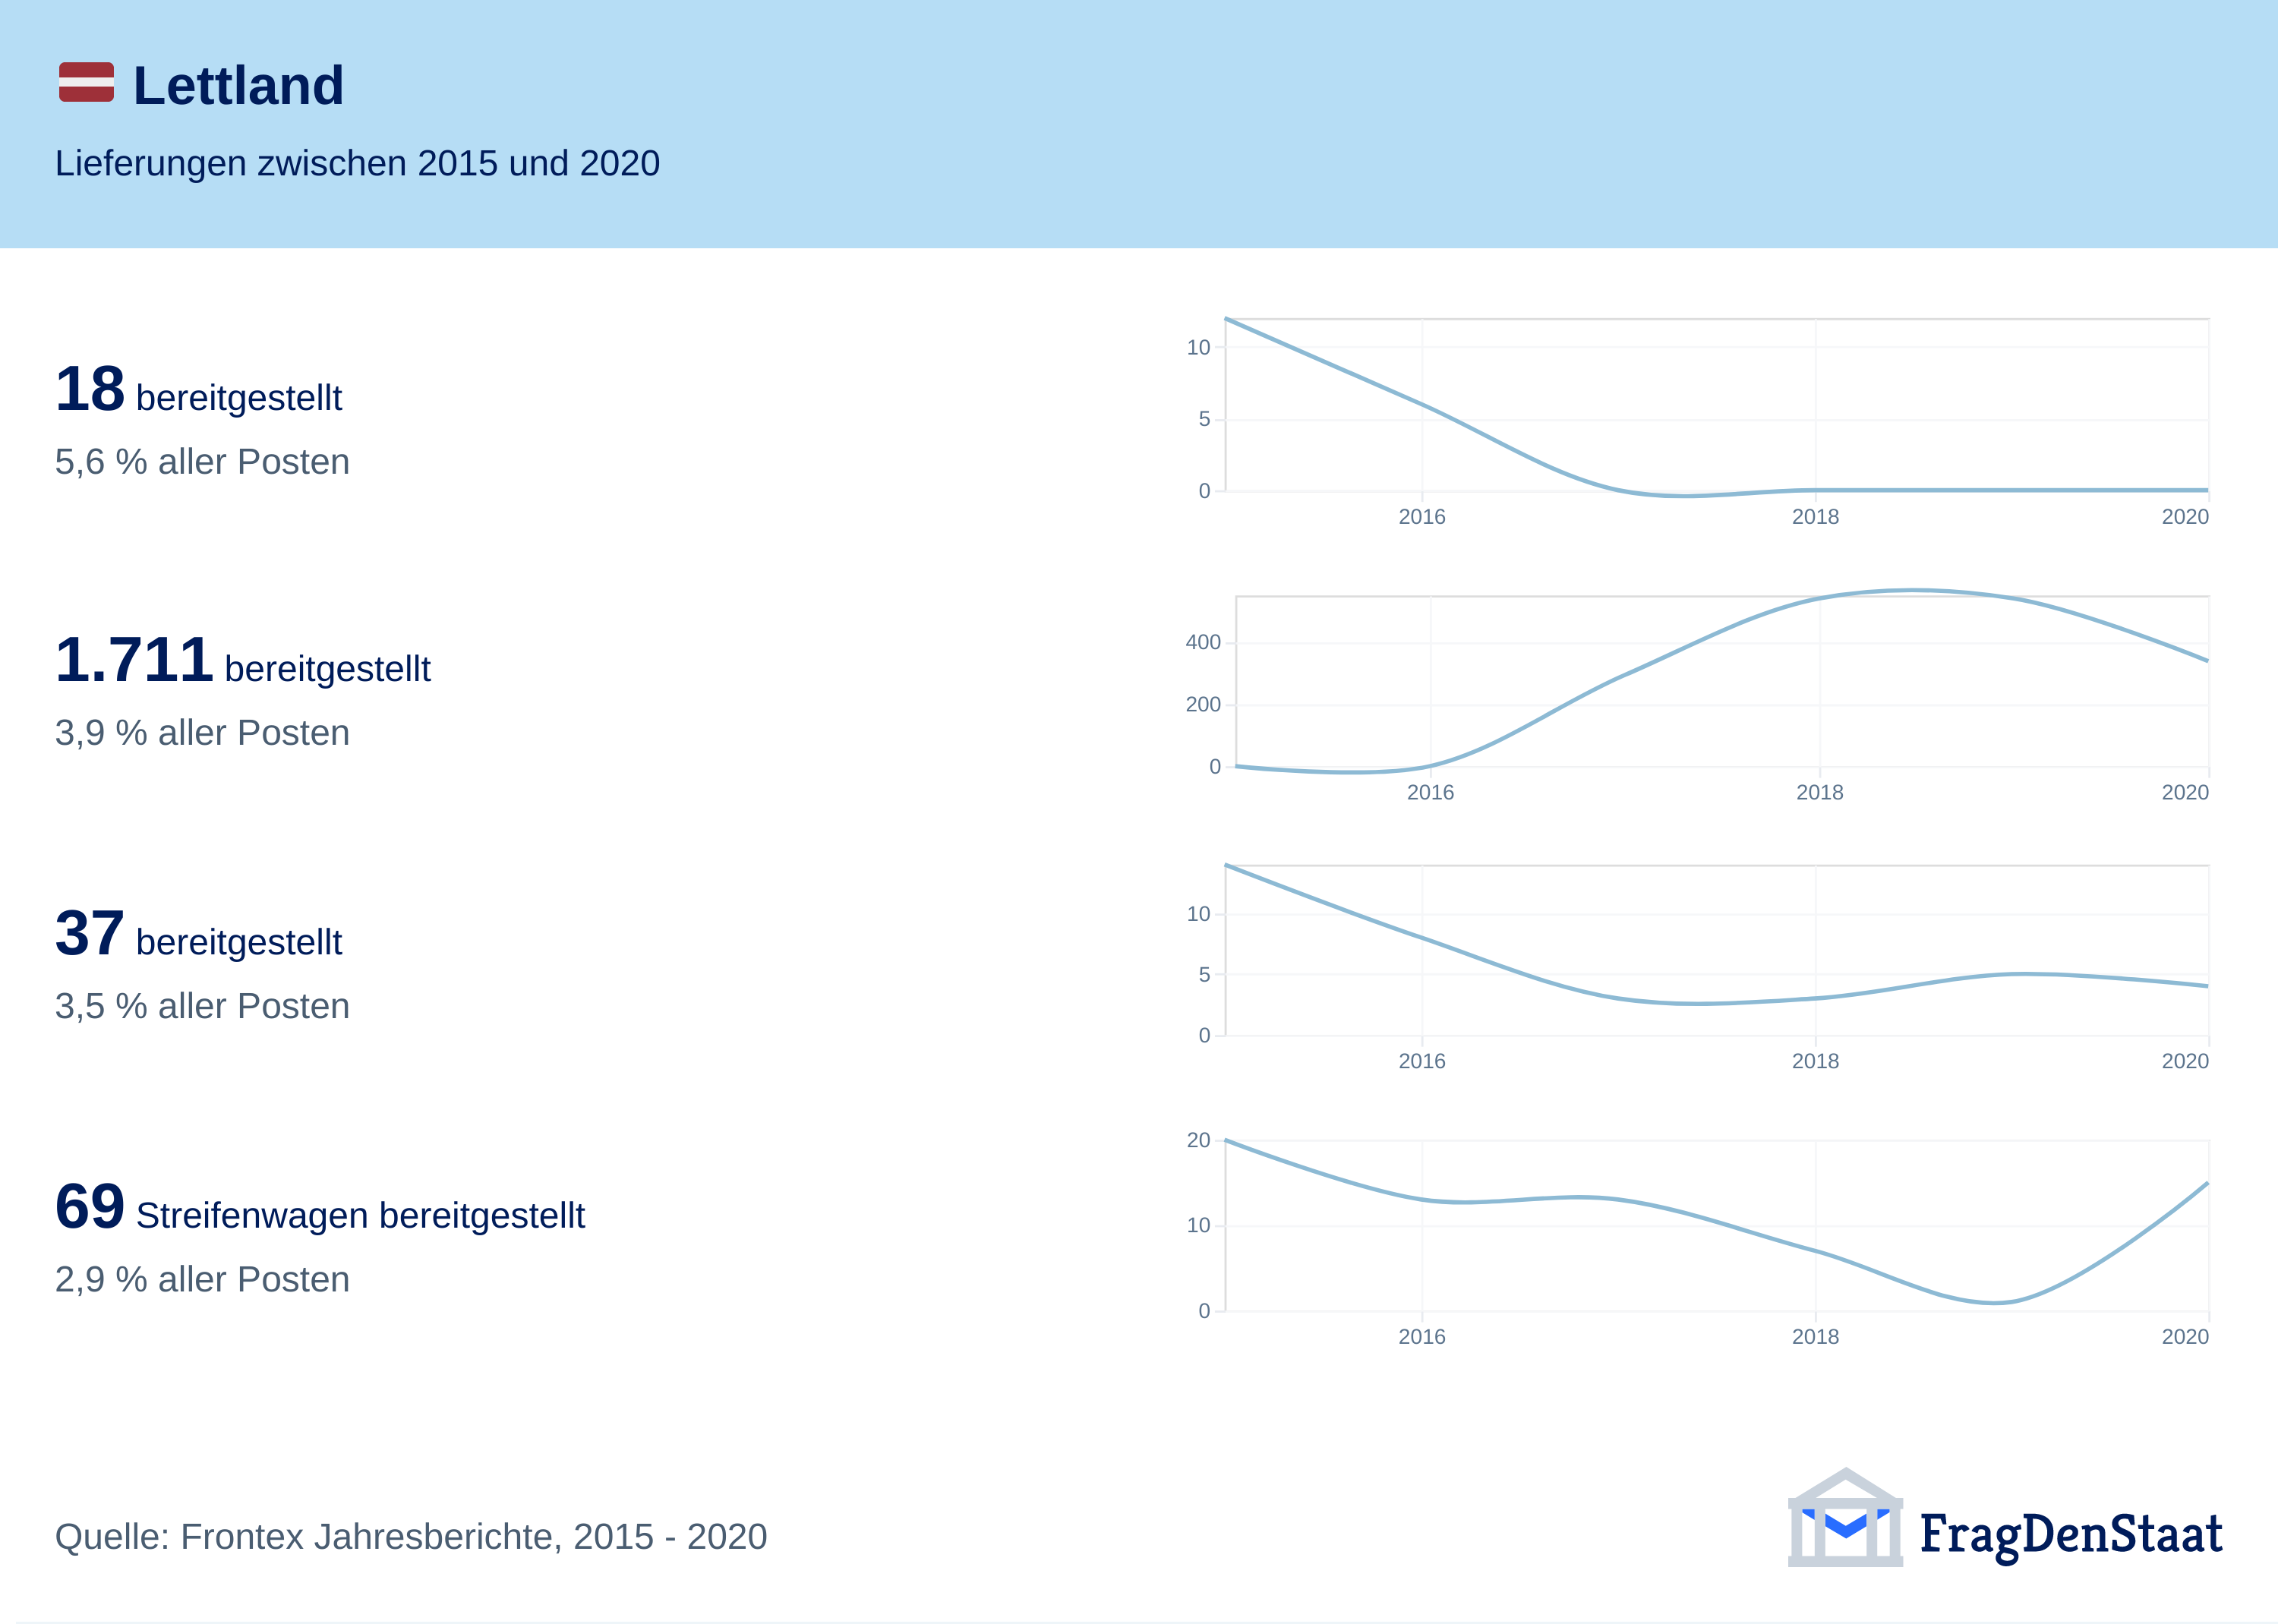 Lettland
Lieferungen zwischen 2015 und 2020
18 bereitgestellt
5,6 % aller Posten
10
5
0
2016 2018 2020
1.711 bereitgestellt
3,9 % aller Posten
400
200
0
2016 2018 2020
37 bereitgestellt
3,5 % aller Posten
10
5
0
2016 2018 2020
69 Streifenwagen bereitgestellt
2,9 % aller Posten
20
10
0
2016 2018 2020
Quelle: Frontex Jahresberichte, 2015 - 2020
FragDenStaat